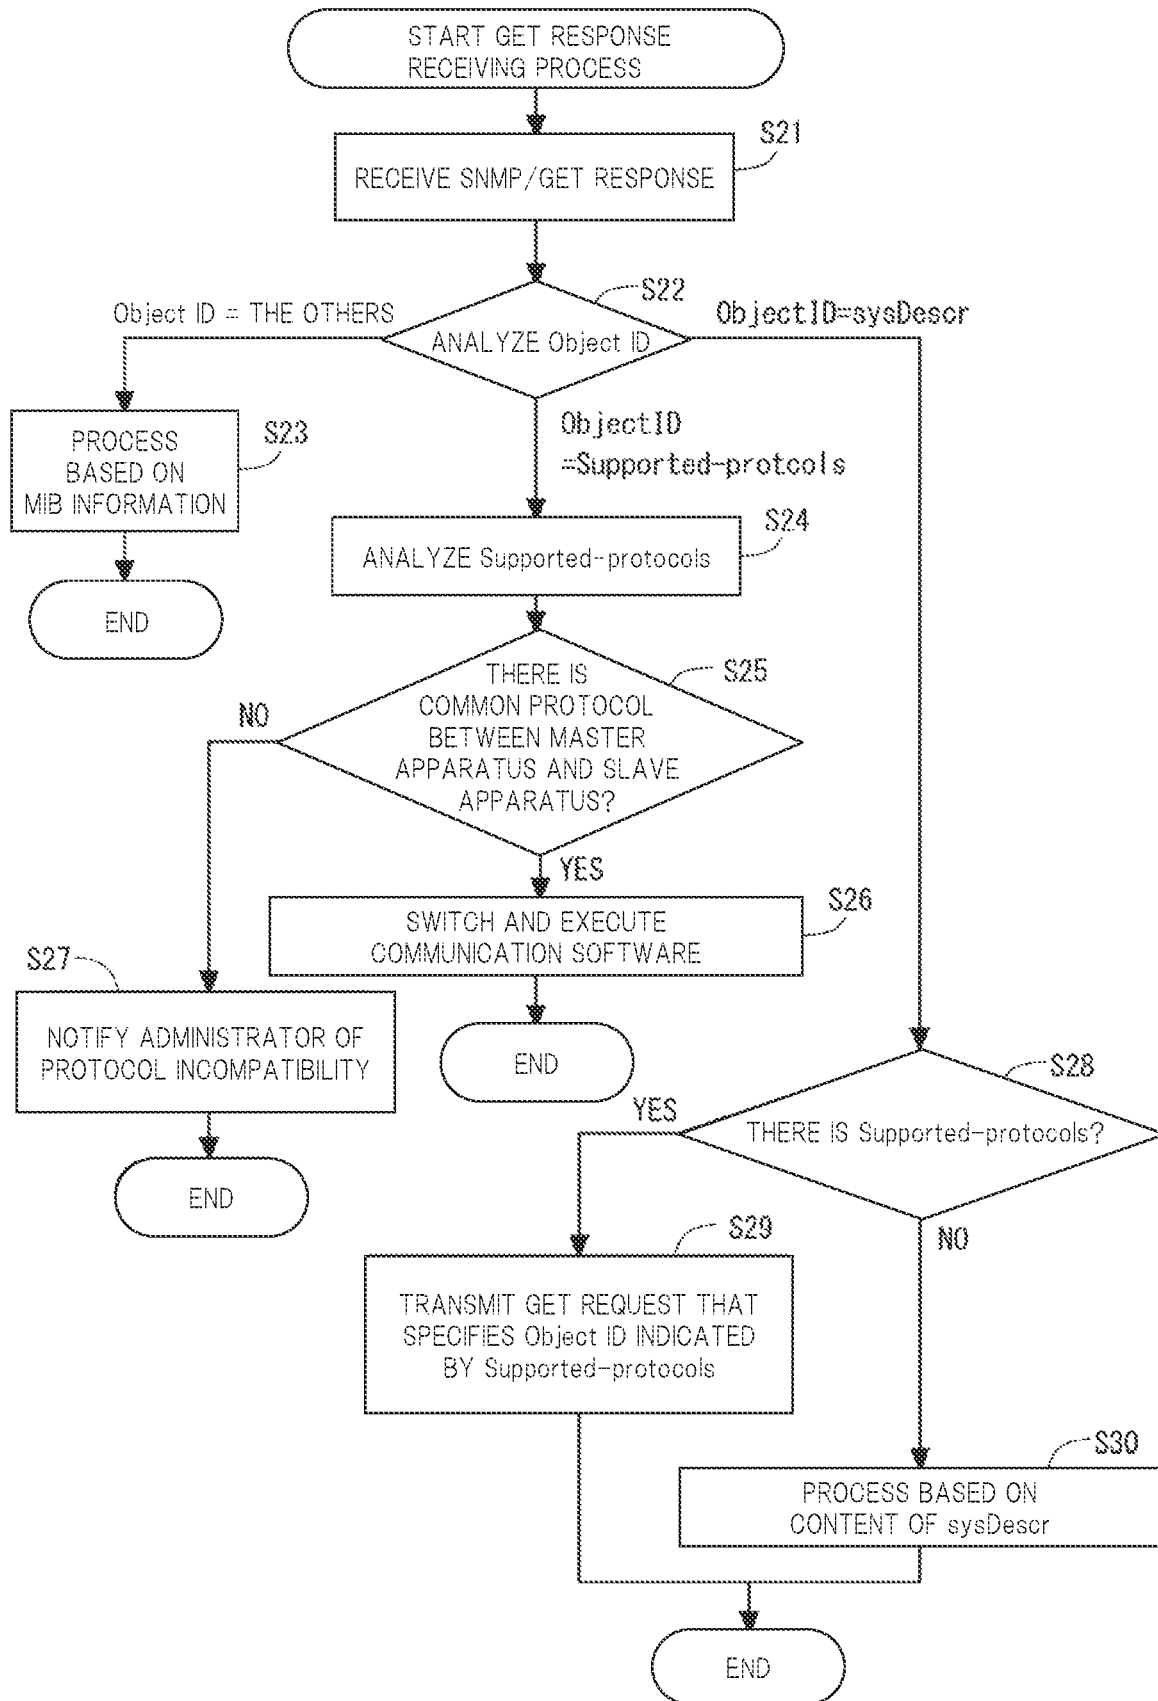 START GET RESPONSE
RECEIVING PROCESS
S21
RECEIVE SNMP/GET RESPONSE
S22
Object ID = THE OTHERS
ObjectID=sysDescr
ANALYZE Object ID
ObjectID
=Supported-protcols
S23
PROCESS
BASED ON
MIB INFORMATION
S24
ANALYZE Supported-protocols
END
S25
THERE IS
COMMON PROTOCOL
BETWEEN MASTER
APPARATUS AND SLAVE
APPARATUS?
NO
YES
S26
SWITCH AND EXECUTE
COMMUNICATION SOFTWARE
S27
NOTIFY ADMINISTRATOR OF
PROTOCOL INCOMPATIBILITY
END
S28
YES
THERE IS Supported-protocols?
END
S29
NO
TRANSMIT GET REQUEST THAT
SPECIFIES Object ID INDICATED
BY Supported-protocols
S30
PROCESS BASED ON
CONTENT OF sysDescr
END